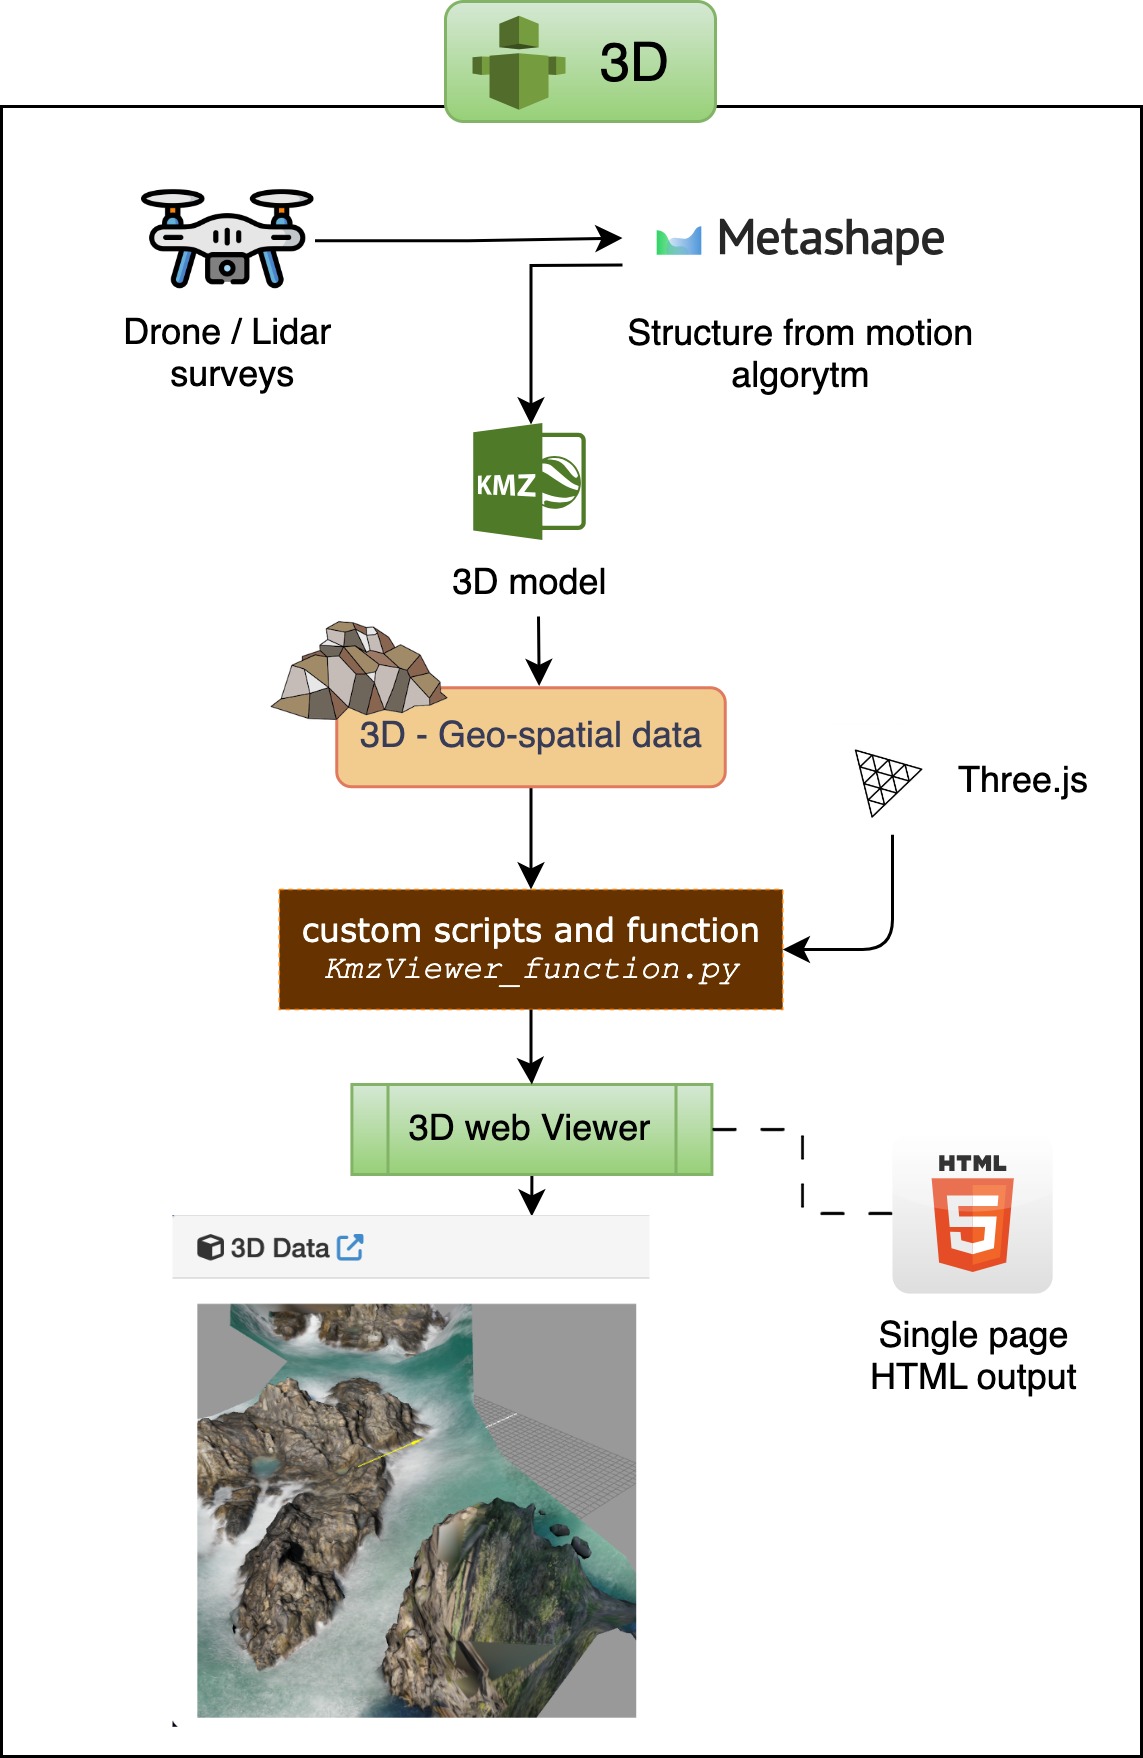 3D
Metashape
Drone / Lidar
surveys
Structure from motion
algorytm
KMZ
3D model
3D - Geo-spatial data
Three.js
custom scripts and function
KmzViewer_function.py
3D web Viewer
HTML
5
3D Data
Single page
HTML output